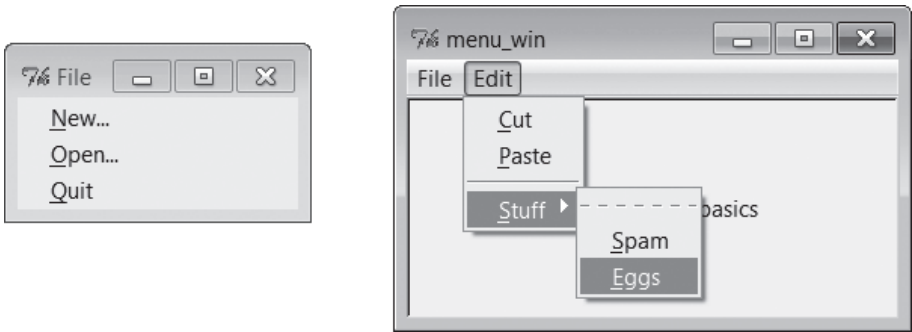 File
New...
Open...
Quit
menu_win
File Edit
Cut
Paste
Stuff
basics
Spam
Eggs